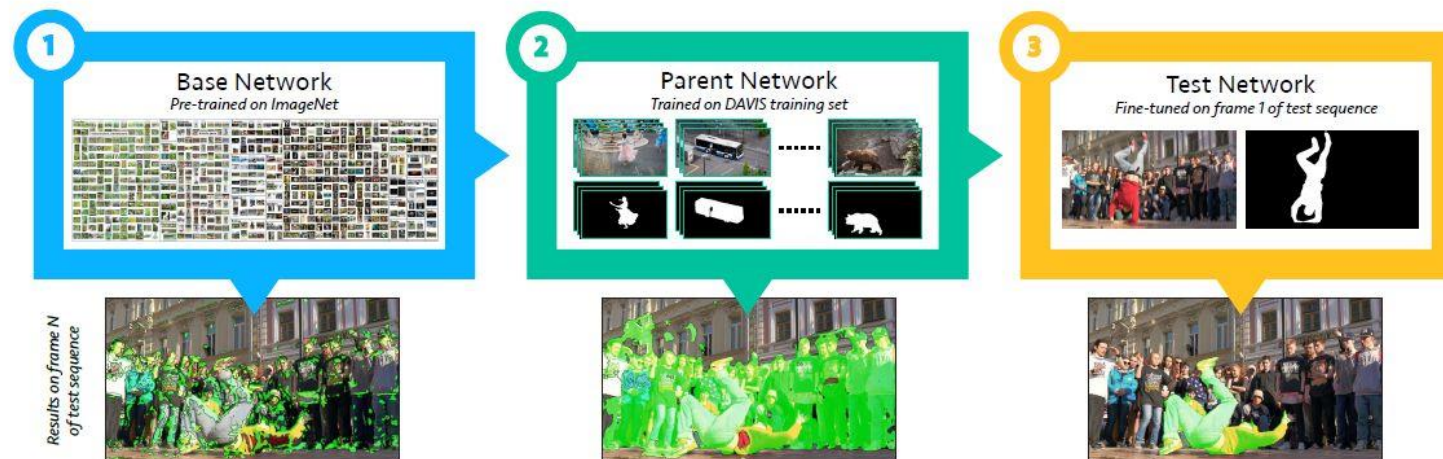 1
Base Network
Pre-trained on ImageNet
2
Parent Network
Trained on DAVIS training set
3
Test Network
Fine-tuned on frame 1 of test sequence
Results on frame N
of test sequence